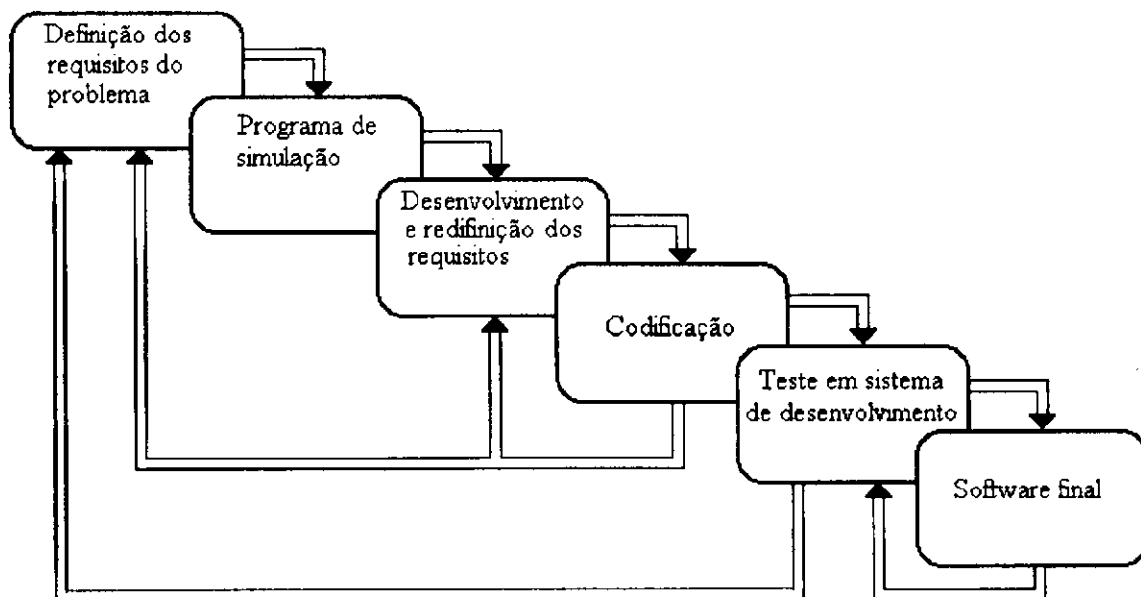 Definição dos
requisitos do
problema
Programa de
simulação
Desenvolvimento
e redifinição dos
requisitos
Codificação
Teste em sistema
de desenvolvimento
Software final